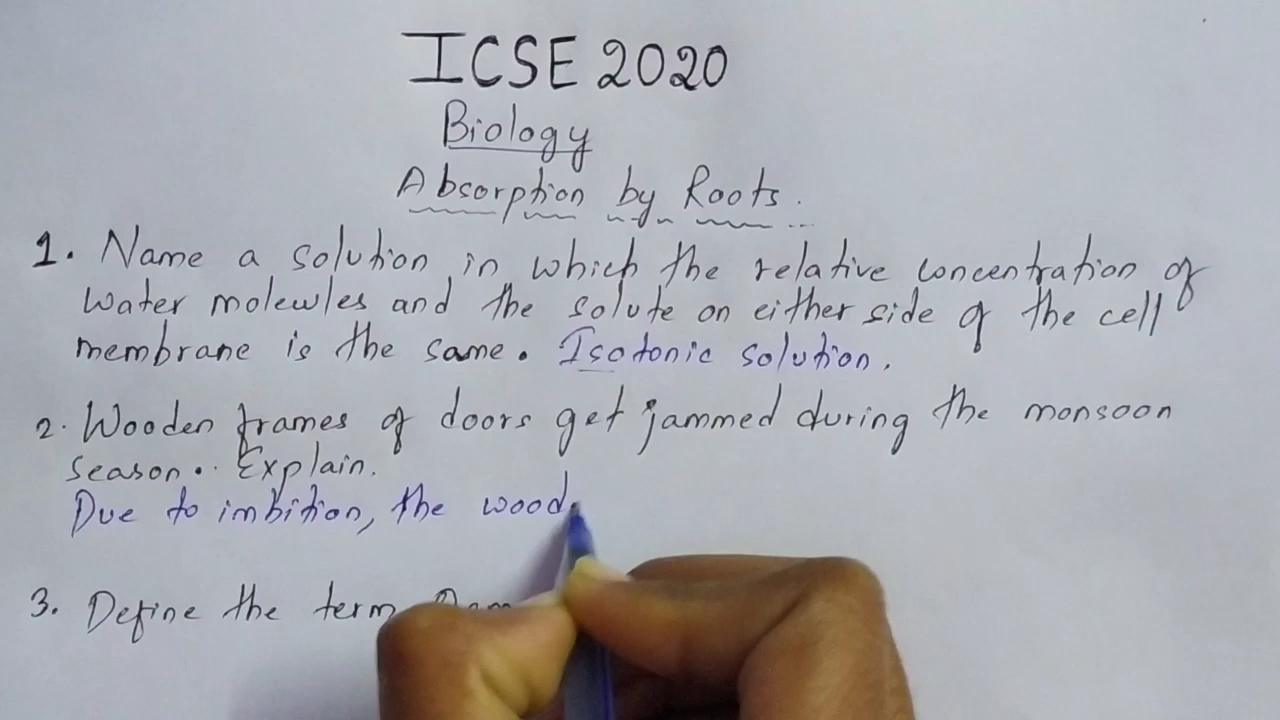 ICSE 2020
Biology
Absorption by Roots.
1. Name a solution in which the relative concentration of
water molecules and the solute on either side of the cell
membrane is the same. Isotonic solution.
2. Wooden frames of doors get jammed during the monsoon
season. Explain.
Due to imbition, the wood
3. Define the term